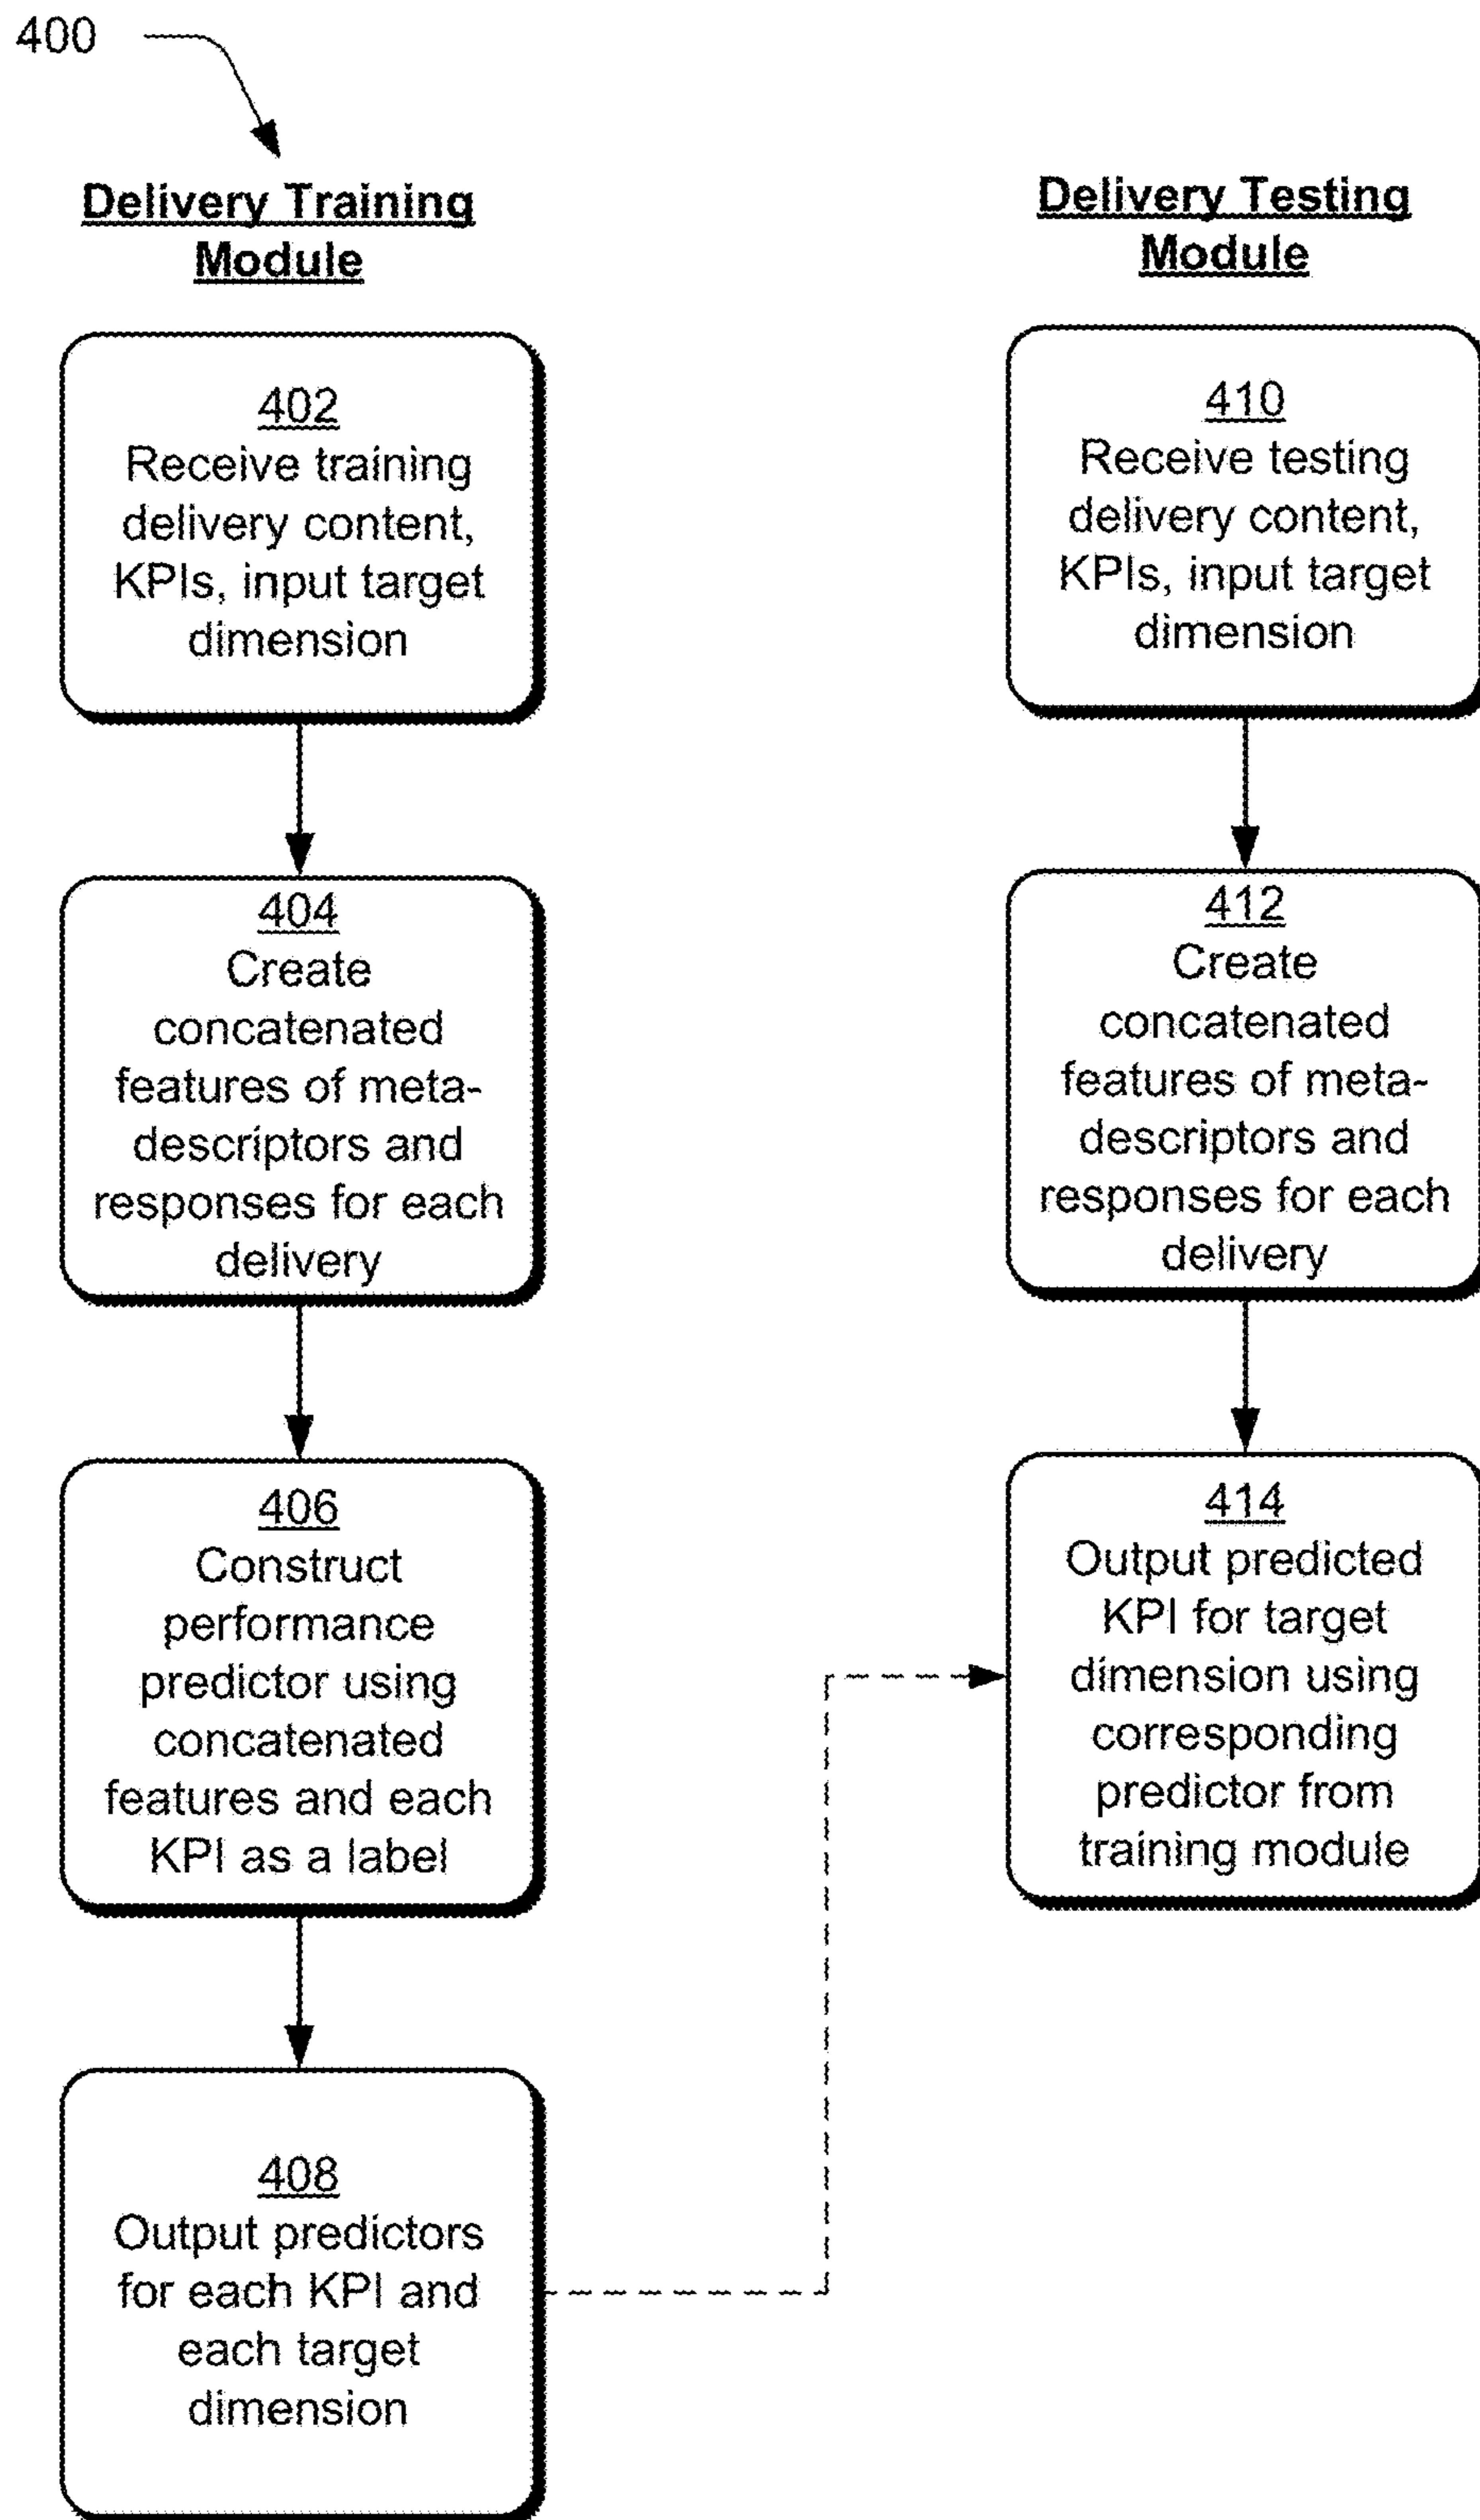 400
Delivery Training
Module
402
Receive training
delivery content,
KPIs, input target
dimension
404
Create
concatenated
features of meta-
descriptors and
responses for each
delivery
406
Construct
performance
predictor using
concatenated
features and each
KPI as a label
408
Output predictors
for each KPI and
each target
dimension
Delivery Testing
Module
410
Receive testing
delivery content,
KPIs, input target
dimension
412
Create
concatenated
features of meta-
descriptors and
responses for each
delivery
414
Output predicted
KPI for target
dimension using
corresponding
predictor from
training module